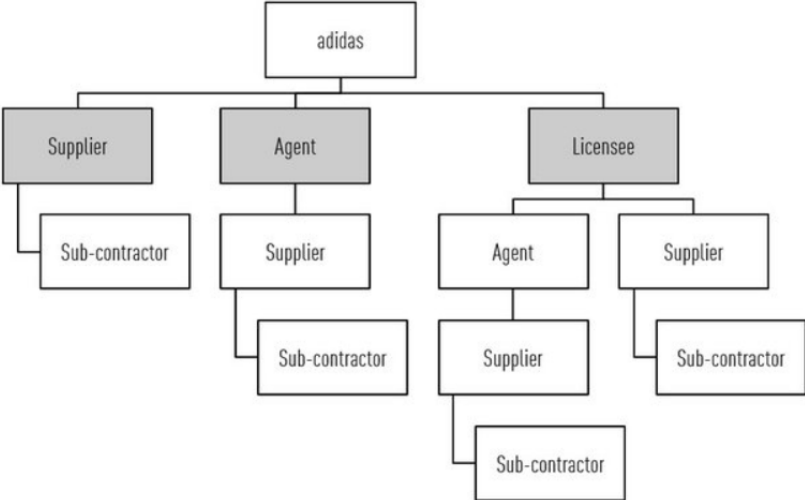 adidas
Supplier
Agent
Licensee
Sub-contractor
Supplier
Agent
Supplier
Sub-contractor
Supplier
Sub-contractor
Sub-contractor